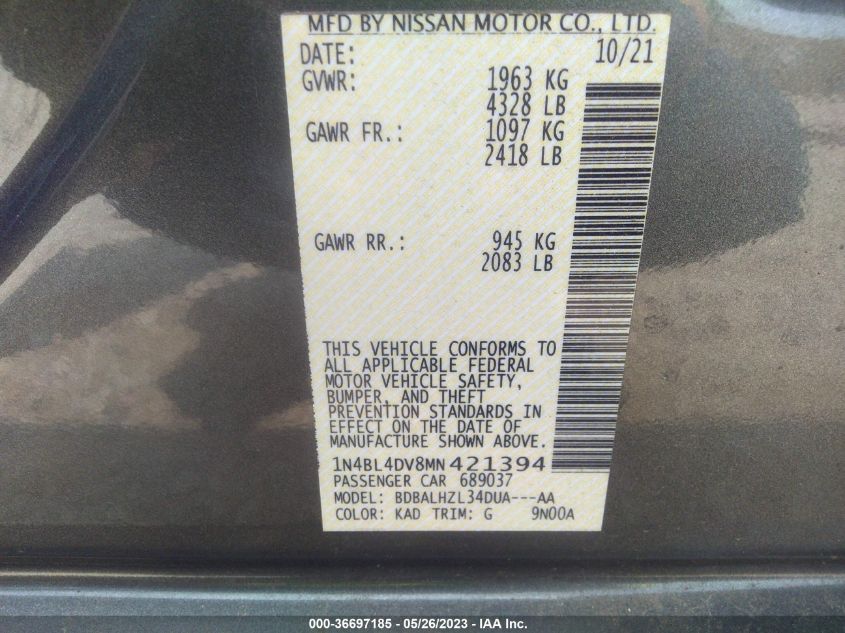 MFD BY NISSAN MOTOR CO., LTD.
DATE: 10/21
GVWR: 1963 KG
4328 LB
GAWR FR.: 1097 KG
2418 LB
GAWR RR.: 945 KG
2083 LB
THIS VEHICLE CONFORMS TO
ALL APPLICABLE FEDERAL
MOTOR VEHICLE SAFETY,
BUMPER, AND THEFT
PREVENTION STANDARDS IN
EFFECT ON THE DATE OF
MANUFACTURE SHOWN ABOVE.
1N4BL4DV8MN421394
PASSENGER CAR 689037
MODEL: BDBALHZL34DUA---AA
COLOR: KAD TRIM: G 9N00A
000-36697185 - 05/26/2023 - IAA Inc.